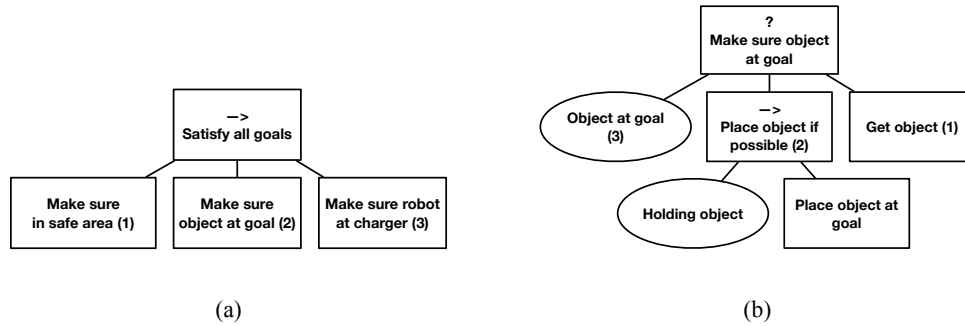 —>
Satisfy all goals
Make sure
in safe area (1)
Make sure
object at goal (2)
Make sure robot
at charger (3)
(a)
?
Make sure object
at goal
Object at goal
(3)
—>
Place object if
possible (2)
Get object (1)
Holding object
Place object at
goal
(b)